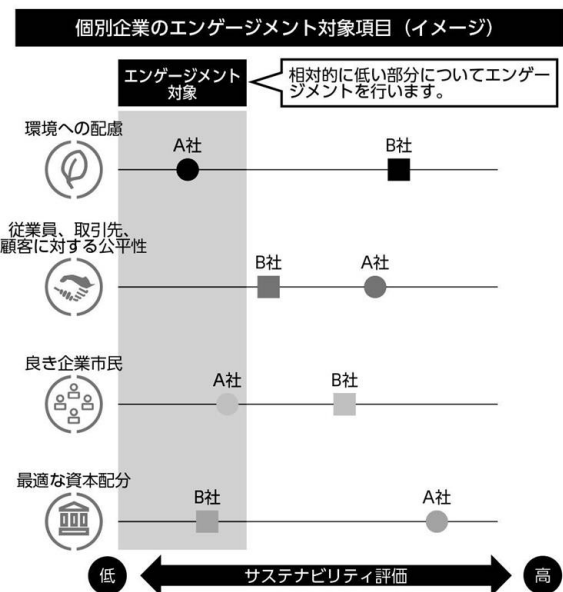 個別企業のエンゲージメント対象項目（イメージ）
エンゲージメント
対象
相対的に低い部分についてエンゲー
ジメントを行います。
環境への配慮
A社
B社
従業員、取引先、
顧客に対する公平性
B社
A社
良き企業市民
A社
B社
最適な資本配分
B社
A社
低
サステナビリティ評価
高